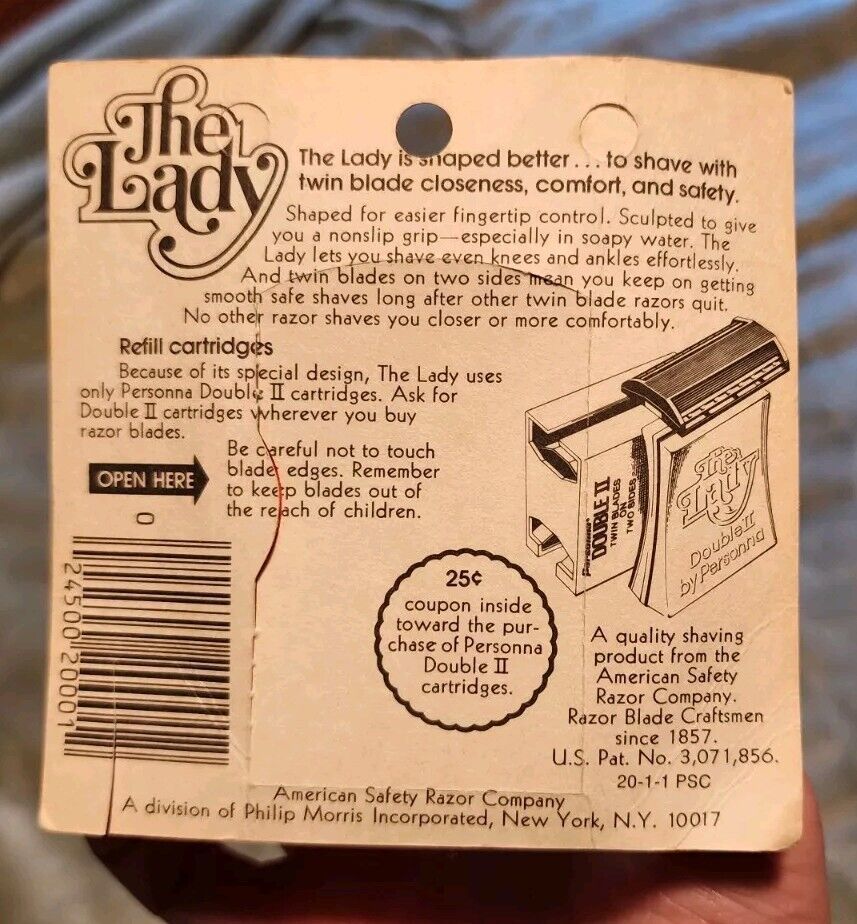 The
Lady
The Lady is shaped better . . . to shave with
twin blade closeness, comfort, and safety.
Shaped for easier fingertip control. Sculpted to give
you a nonslip grip—especially in soapy water. The
Lady lets you shave even knees and ankles effortlessly.
And twin blades on two sides mean you keep on getting
smooth safe shaves long after other twin blade razors quit.
No other razor shaves you closer or more comfortably.
Refill cartridges
Because of its special design, The Lady uses
only Personna Double II cartridges. Ask for
Double II cartridges wherever you buy
razor blades.
OPEN HERE
Be careful not to touch
blade edges. Remember
to keep blades out of
the reach of children.
0
24500 20001
25¢
coupon inside
toward the pur-
chase of Personna
Double II
cartridges.
Personna
DOUBLE II
TWIN BLADES
ON
TWO SIDES
The
Lady
Double II
by Personna
A quality shaving
product from the
American Safety
Razor Company.
Razor Blade Craftsmen
since 1857.
U.S. Pat. No. 3,071,856.
20-1-1 PSC
American Safety Razor Company
A division of Philip Morris Incorporated, New York, N.Y. 10017